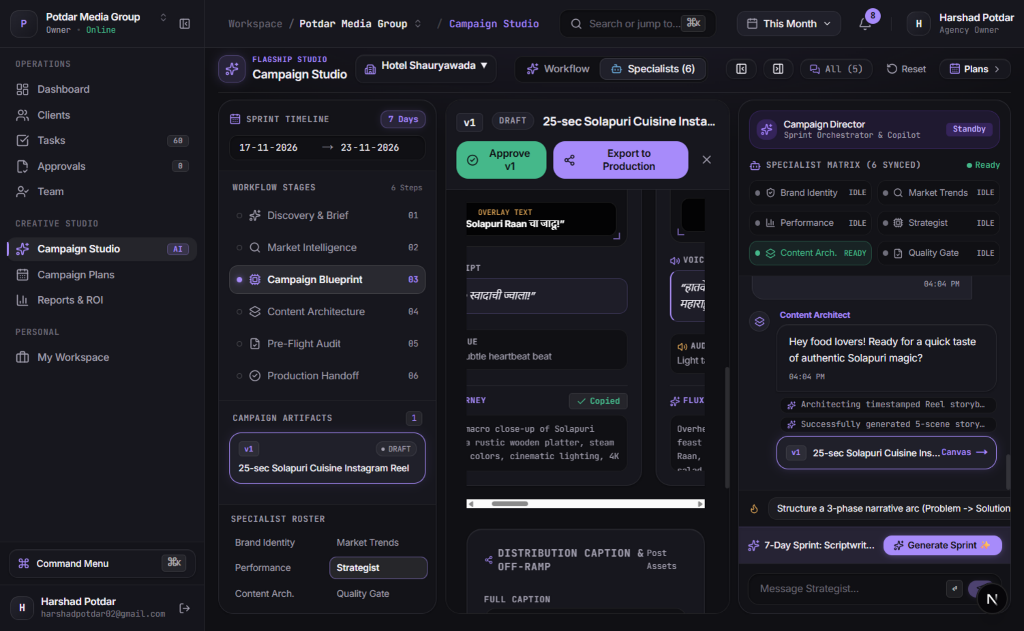 P
Potdar Media Group
Owner · Online
OPERATIONS
Dashboard
Clients
Tasks
60
Approvals
0
Team
CREATIVE STUDIO
Campaign Studio
AI
Campaign Plans
Reports & ROI
PERSONAL
My Workspace
Command Menu
⌘K
H
Harshad Potdar
harshadpotdar02@gmail.com
Workspace / Potdar Media Group / Campaign Studio
Search or jump to...
⌘K
This Month
8
H
Harshad Potdar
Agency Owner
FLAGSHIP STUDIO
Campaign Studio
Hotel Shauryawada ▼
Workflow
Specialists (6)
All (5)
Reset
Plans
SPRINT TIMELINE
7 Days
17-11-2026 → 23-11-2026
WORKFLOW STAGES
6 Steps
Discovery & Brief 01
Market Intelligence 02
Campaign Blueprint 03
Content Architecture 04
Pre-Flight Audit 05
Production Handoff 06
CAMPAIGN ARTIFACTS
1
v1
DRAFT
25-sec Solapuri Cuisine Instagram Reel
SPECIALIST ROSTER
Brand Identity
Market Trends
Performance
Strategist
Content Arch.
Quality Gate
v1
DRAFT
25-sec Solapuri Cuisine Insta...
Approve
v1
Export to
Production
OVERLAY TEXT
Solapuri Raan चा जादू!"
IPT
स्वादाची ज्वाला!"
UE
ubtle heartbeat beat
RNEY
Copied
macro close-up of Solapuri
a rustic wooden platter, steam
colors, cinematic lighting, 4K
VOIC
"हातवे
महाराष्ट्र
AUD
Light ta
FLUX
Overhe
feast
Raan,
salad
DISTRIBUTION CAPTION &
OFF-RAMP
Post
Assets
FULL CAPTION
Campaign Director
Sprint Orchestrator & Copilot
Standby
SPECIALIST MATRIX (6 SYNCED)
Ready
Brand Identity IDLE
Market Trends IDLE
Performance IDLE
Strategist IDLE
Content Arch. READY
Quality Gate IDLE
04:04 PM
Content Architect
Hey food lovers! Ready for a quick taste
of authentic Solapuri magic?
04:04 PM
Architecting timestamped Reel storyb…
Successfully generated 5-scene story…
v1
25-sec Solapuri Cuisine Ins...
Canvas →
Structure a 3-phase narrative arc (Problem -> Solution
7-Day Sprint: Scriptwrit...
Generate Sprint ✨
Message Strategist...
N